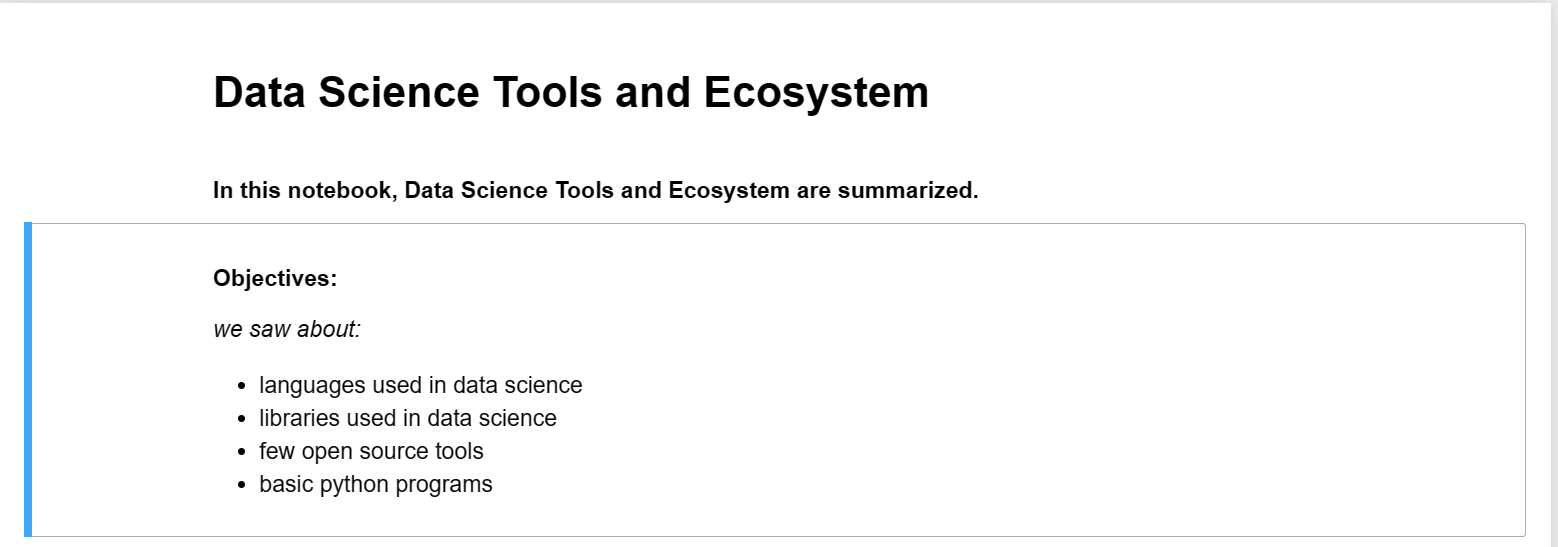 Data Science Tools and Ecosystem
In this notebook, Data Science Tools and Ecosystem are summarized.
Objectives:
we saw about:
languages used in data science
libraries used in data science
few open source tools
basic python programs